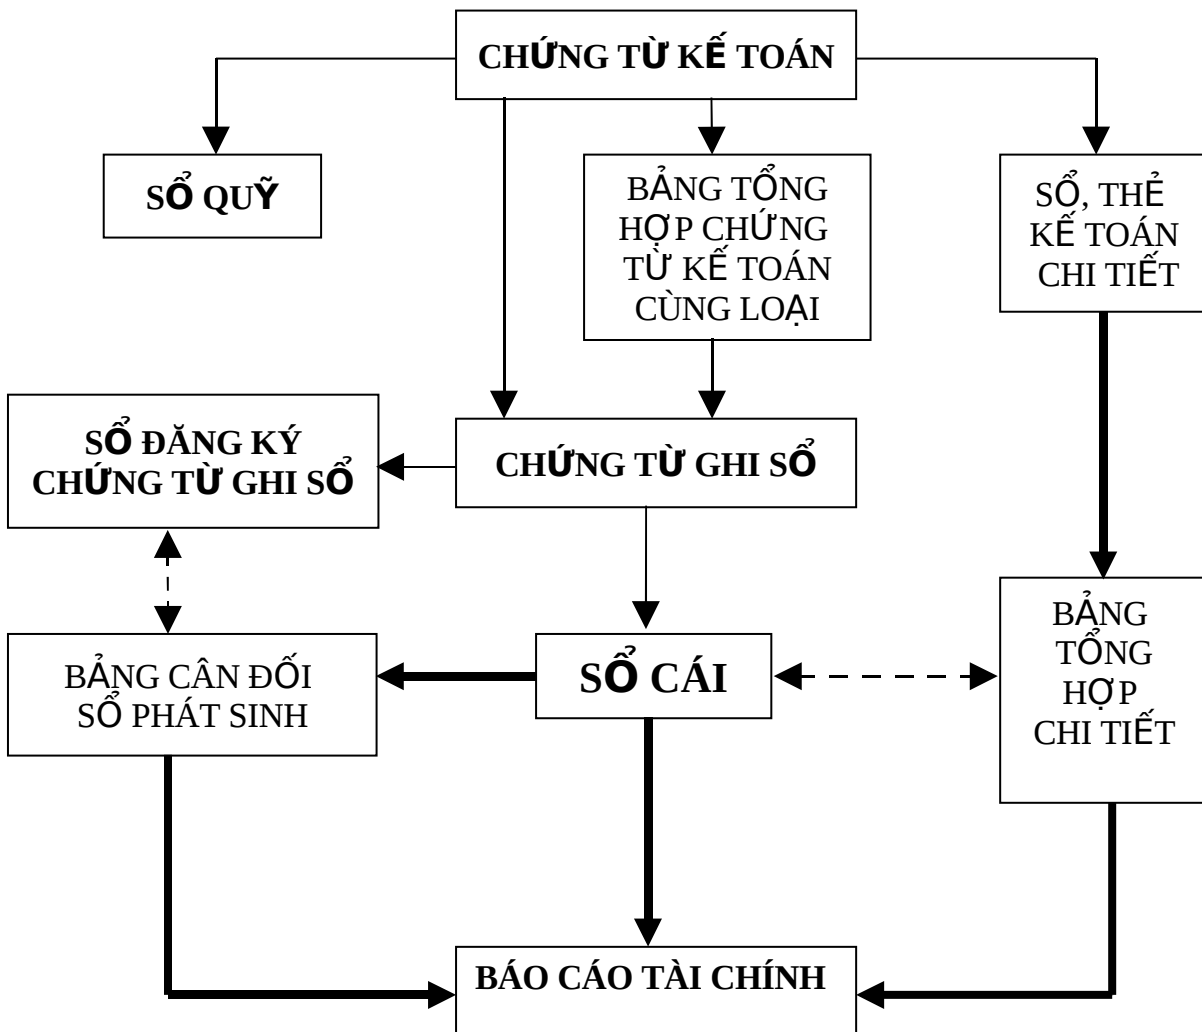 CHỨNG TỪ KẾ TOÁN
SỔ QUỸ
BẢNG TỔNG
HỢP CHỨNG
TỪ KẾ TOÁN
CÙNG LOẠI
SỔ, THẺ
KẾ TOÁN
CHI TIẾT
SỔ ĐĂNG KÝ
CHỨNG TỪ GHI SỔ
CHỨNG TỪ GHI SỔ
BẢNG CÂN ĐỐI
SỔ PHÁT SINH
SỔ CÁI
BẢNG
TỔNG
HỢP
CHI TIẾT
BÁO CÁO TÀI CHÍNH